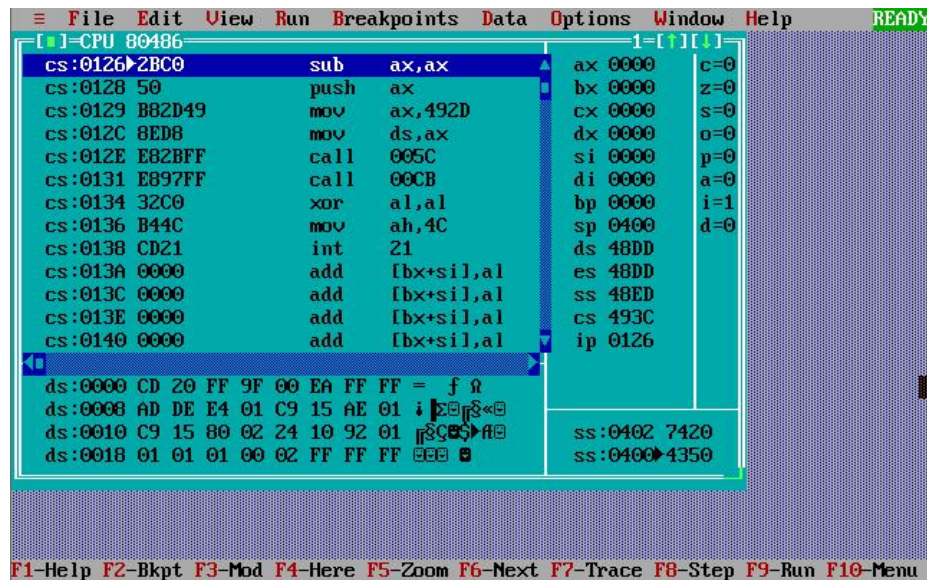 ≡ File Edit View Run Breakpoints Data Options Window Help READY
[■]=CPU 80486 1=[↑][↓]
cs:0126►2BC0 sub ax,ax ax 0000 c=0
cs:0128 50 push ax bx 0000 z=0
cs:0129 B82D49 mov ax,492D cx 0000 s=0
cs:012C 8ED8 mov ds,ax dx 0000 o=0
cs:012E E82BFF call 005C si 0000 p=0
cs:0131 E897FF call 00CB di 0000 a=0
cs:0134 32C0 xor al,al bp 0000 i=1
cs:0136 B44C mov ah,4C sp 0400 d=0
cs:0138 CD21 int 21 ds 48DD
cs:013A 0000 add [bx+si],al es 48DD
cs:013C 0000 add [bx+si],al ss 48ED
cs:013E 0000 add [bx+si],al cs 493C
cs:0140 0000 add [bx+si],al ip 0126
ds:0000 CD 20 FF 9F 00 EA FF FF = ƒ Ω
ds:0008 AD DE E4 01 C9 15 AE 01 ¡▐Σ☺╔§«☺
ds:0010 C9 15 80 02 24 10 92 01 ╔§Ç☻$►Æ☺ ss:0402 7420
ds:0018 01 01 01 00 02 FF FF FF ☺☺☺ ☻ ss:0400►4350
F1-Help F2-Bkpt F3-Mod F4-Here F5-Zoom F6-Next F7-Trace F8-Step F9-Run F10-Menu